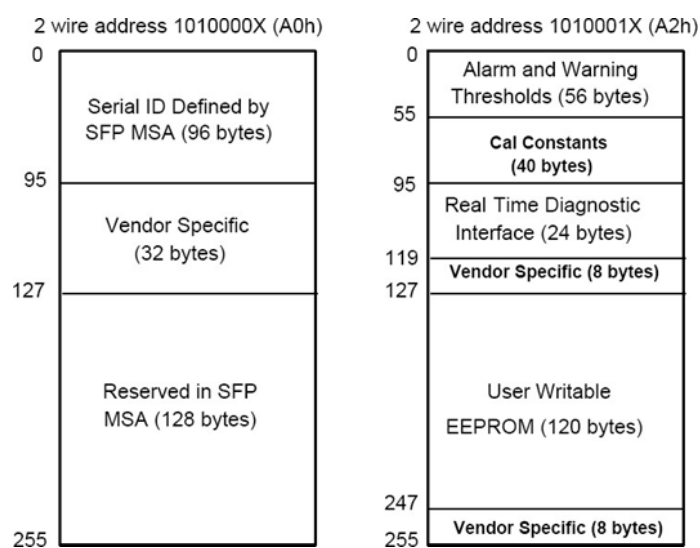 2 wire address 1010000X (A0h)
0
Serial ID Defined by
SFP MSA (96 bytes)
95
Vendor Specific
(32 bytes)
127
Reserved in SFP
MSA (128 bytes)
255
2 wire address 1010001X (A2h)
0
Alarm and Warning
Thresholds (56 bytes)
55
Cal Constants
(40 bytes)
95
Real Time Diagnostic
Interface (24 bytes)
119
Vendor Specific (8 bytes)
127
User Writable
EEPROM (120 bytes)
247
Vendor Specific (8 bytes)
255